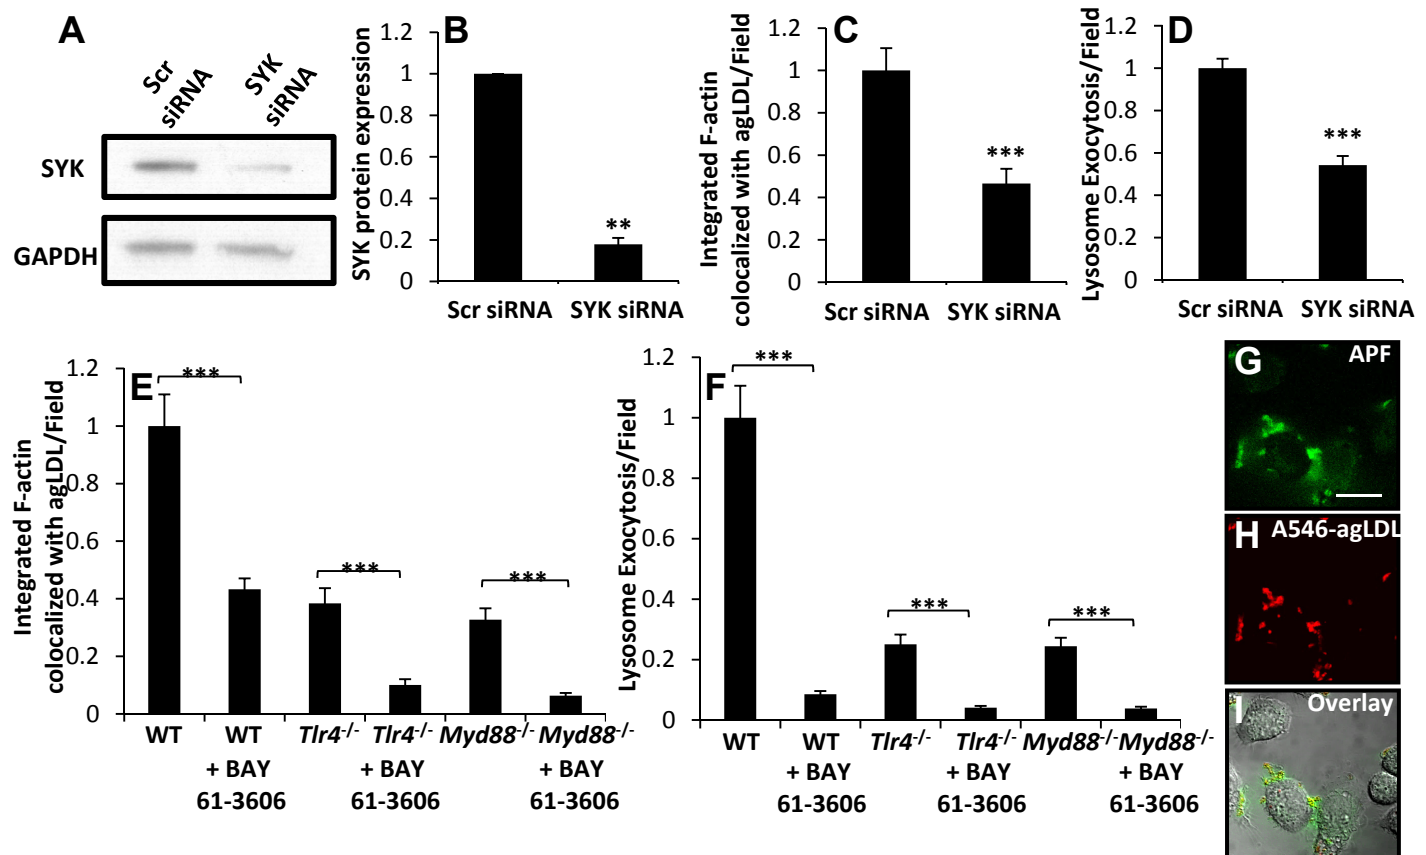 A
Scr
siRNA
SYK
siRNA
SYK
GAPDH
B
SYK protein expression
1.2
1
0.8
0.6
0.4
0.2
0
**
Scr siRNA
SYK siRNA
C
Integrated F-actin
colocalized with agLDL/Field
1.2
1
0.8
0.6
0.4
0.2
0
***
Scr siRNA
SYK siRNA
D
Lysosome Exocytosis/Field
1.2
1
0.8
0.6
0.4
0.2
0
***
Scr siRNA
SYK siRNA
E
Integrated F-actin
colocalized with agLDL/Field
1.2
1
0.8
0.6
0.4
0.2
0
***
***
***
WT
WT
+ BAY
61-3606
Tlr4-/-
Tlr4-/-
+ BAY
61-3606
Myd88-/-
Myd88-/-
+ BAY
61-3606
F
Lysosome Exocytosis/Field
1.2
1
0.8
0.6
0.4
0.2
0
***
***
***
WT
WT
+ BAY
61-3606
Tlr4-/-
Tlr4-/-
+ BAY
61-3606
Myd88-/-
Myd88-/-
+ BAY
61-3606
G
APF
H
A546-agLDL
I
Overlay